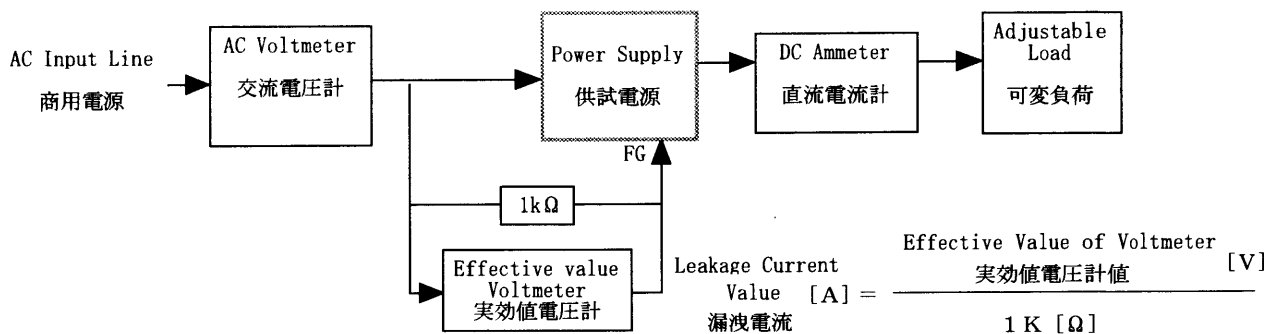 AC Input Line
商用電源
AC Voltmeter
交流電圧計
Power Supply
供試電源
DC Ammeter
直流電流計
Adjustable
Load
可変負荷
FG
1kΩ
Effective value
Voltmeter
実効値電圧計
Leakage Current
Value [A] =
漏洩電流
Effective Value of Voltmeter
実効値電圧計値 [V]
1 K [Ω]